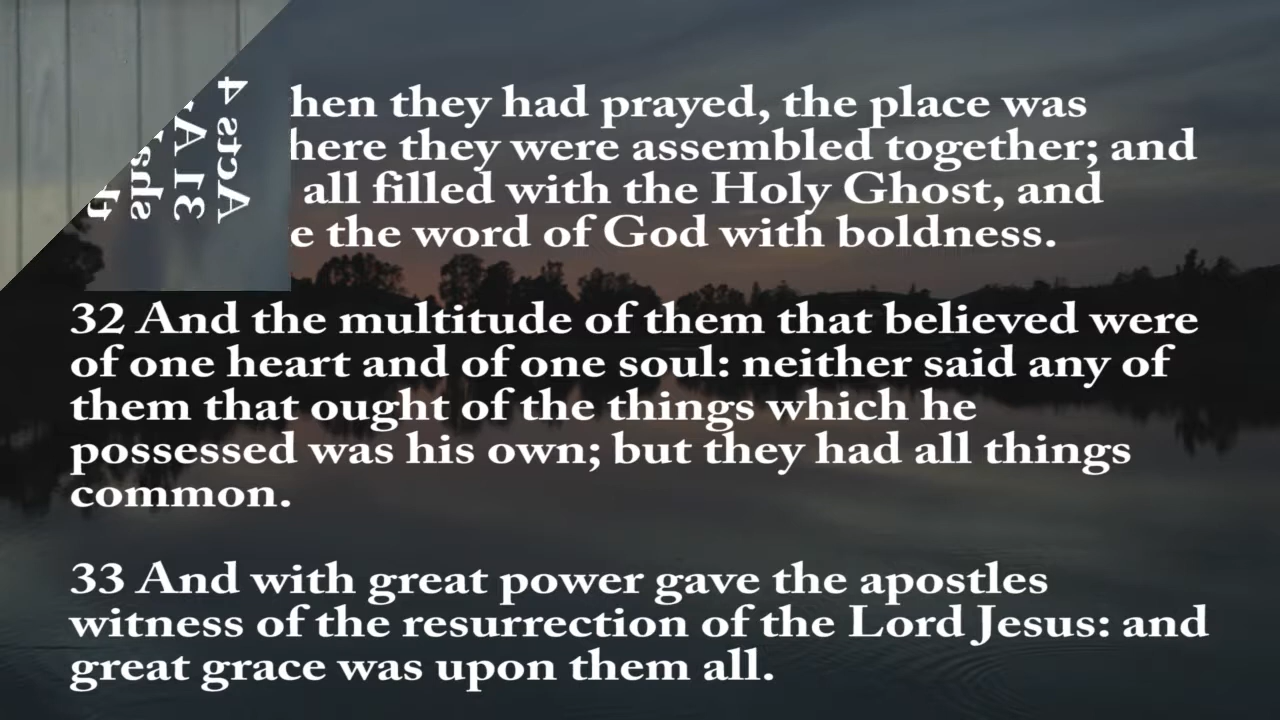 Acts 4
31 A
hen they had prayed, the place was
sha
here they were assembled together; and
all filled with the Holy Ghost, and
e the word of God with boldness.
32 And the multitude of them that believed were
of one heart and of one soul: neither said any of
them that ought of the things which he
possessed was his own; but they had all things
common.
33 And with great power gave the apostles
witness of the resurrection of the Lord Jesus: and
great grace was upon them all.